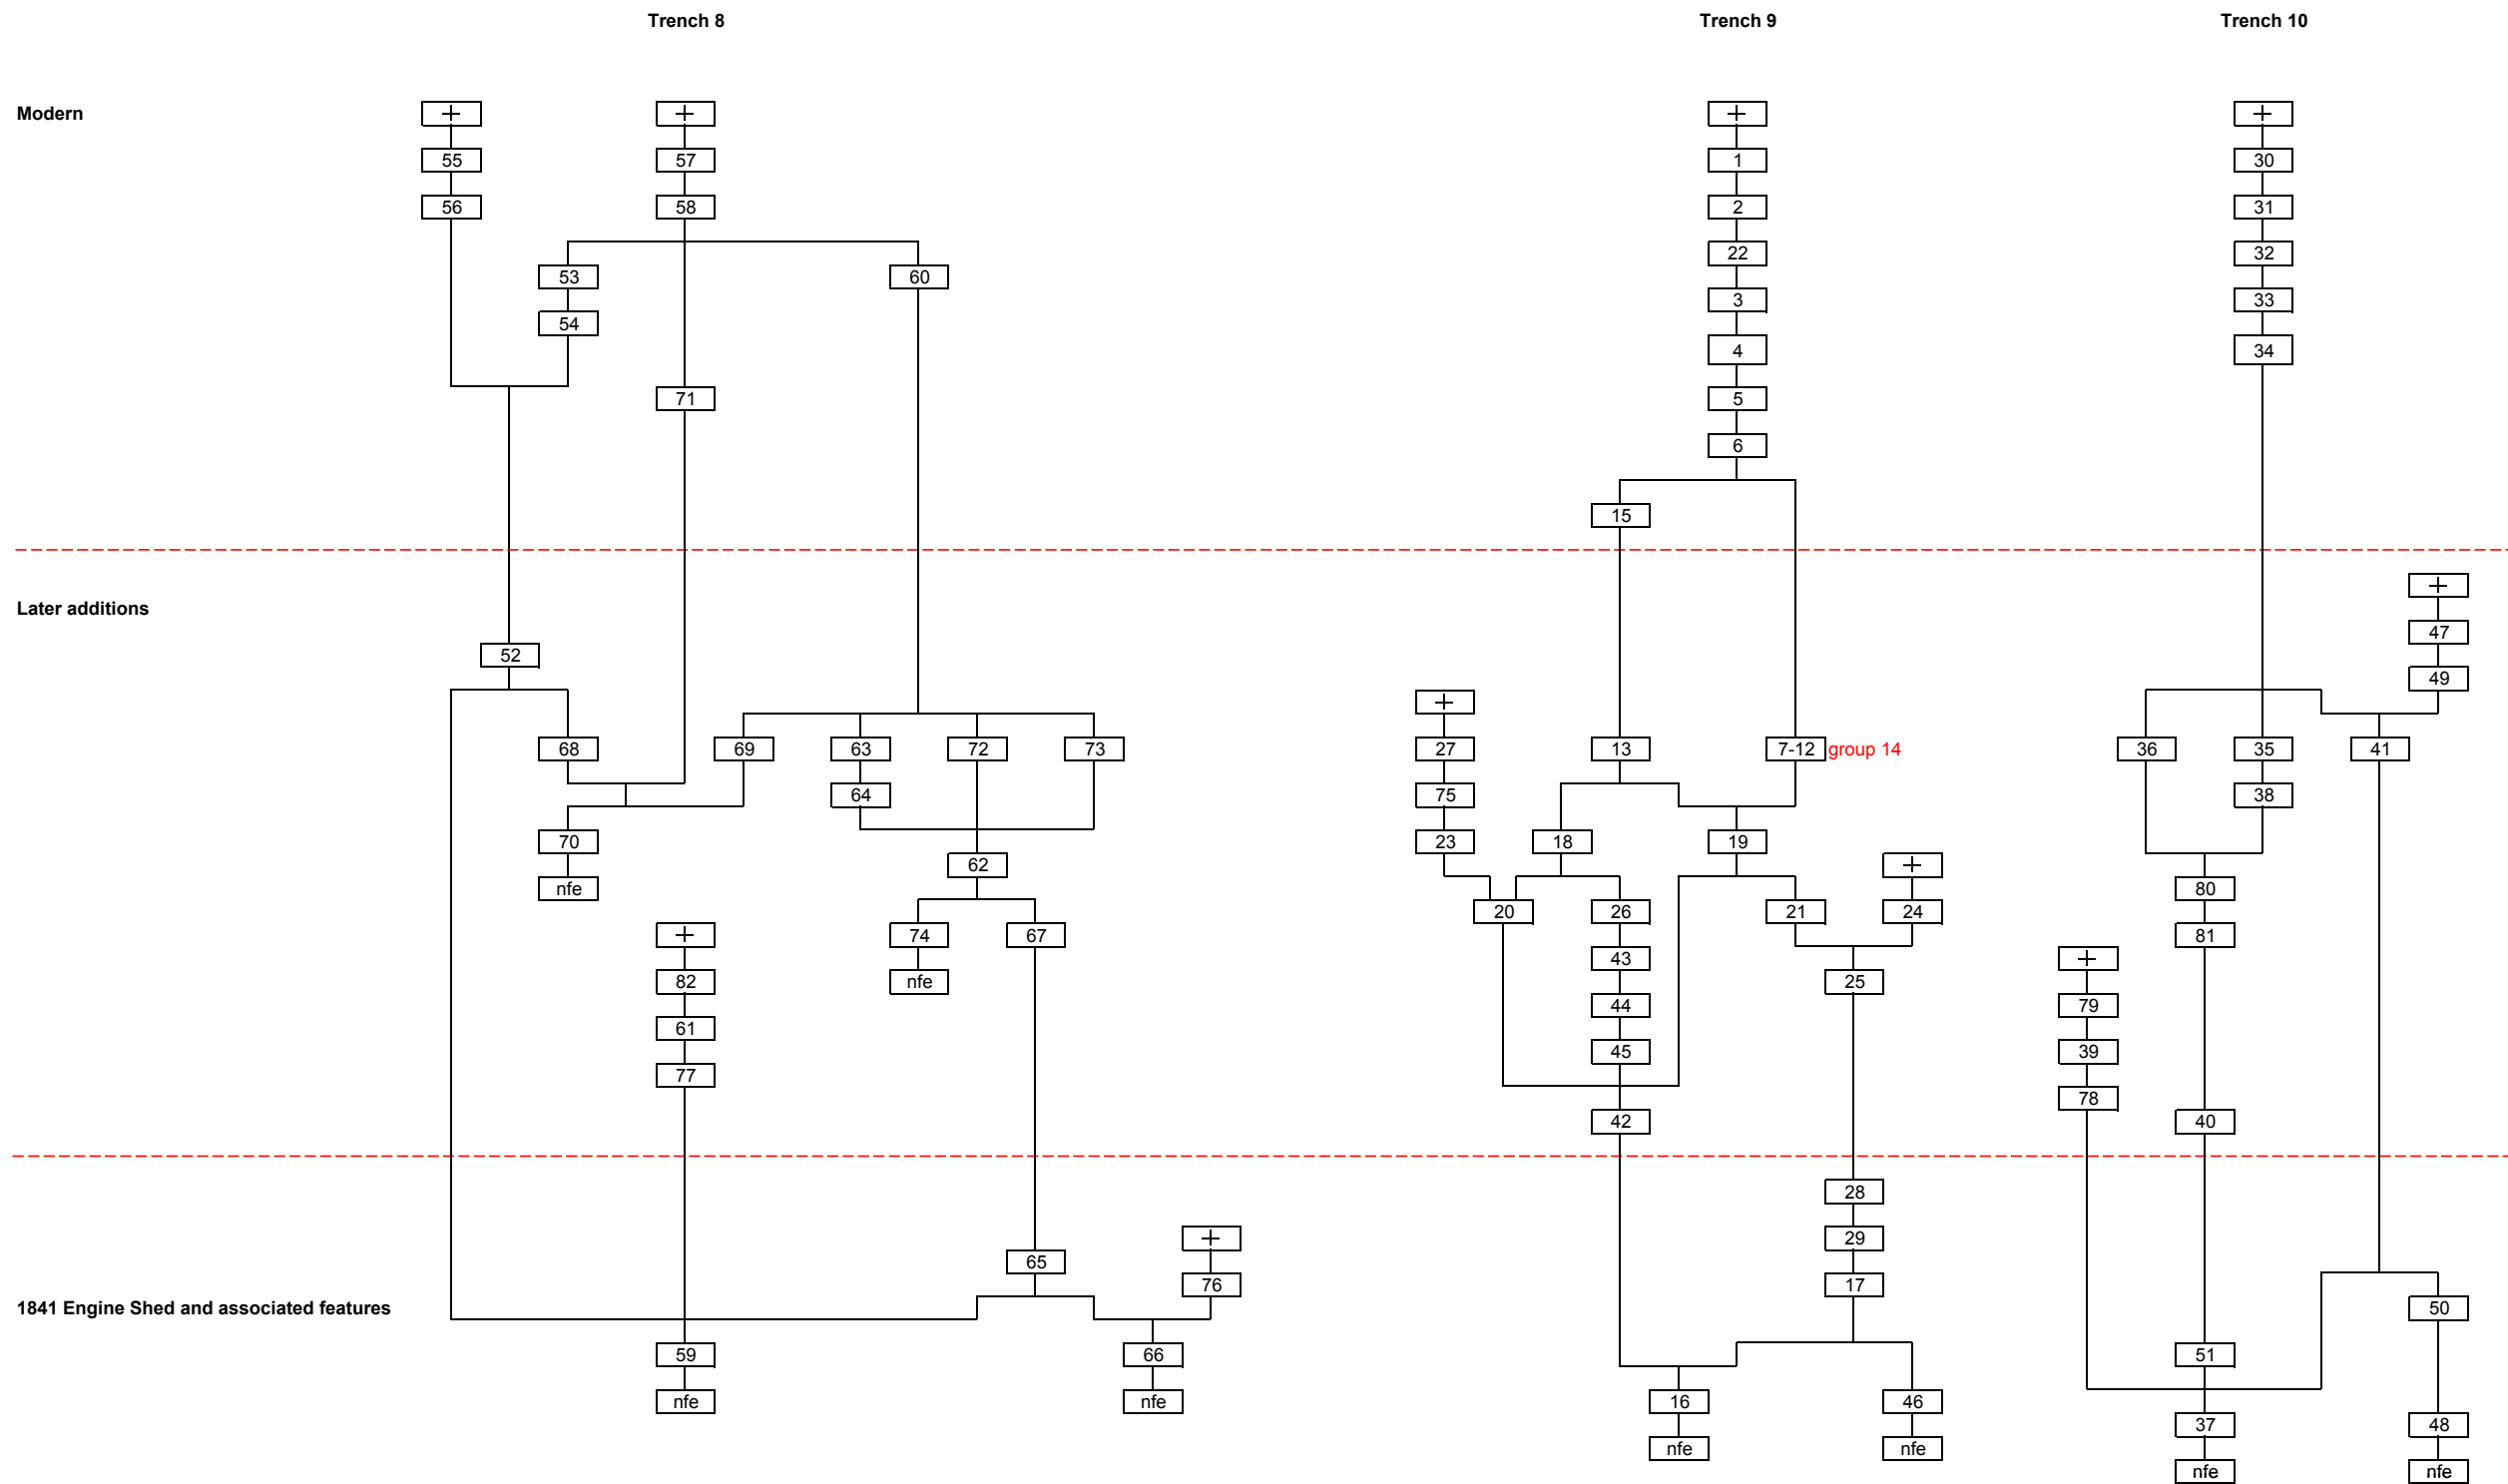 Trench 8 Trench 9 Trench 10
Modern + + + +
55 57 1 30
56 58 2 31
22 32
53 60
3 33
54
4 34
71 5
6
15
+
Later additions
47
52
49
+
68 69 63 72 73 27 13 7-12 group 14 36 35 41
64 75 38
70 23 18 19
62 +
nfe 80
20 26 21 24
+ 74 67 81
43 +
82 nfe 25
44 79
61
45 39
77
78
42 40
28
+ 29
65
76 17
1841 Engine Shed and associated features 50
59 66 51
nfe nfe 16 46
37 48
nfe nfe
nfe nfe